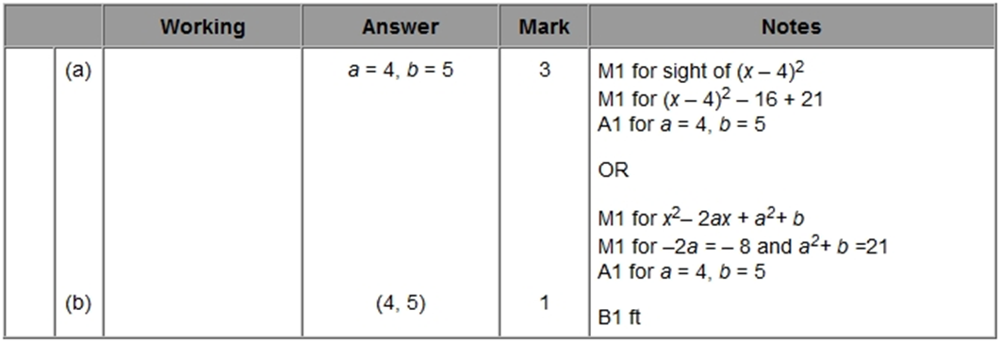 Working Answer Mark Notes
(a) a = 4, b = 5 3 M1 for sight of (x – 4)²
M1 for (x – 4)² – 16 + 21
A1 for a = 4, b = 5
OR
M1 for x²– 2ax + a²+ b
M1 for –2a = – 8 and a²+ b =21
A1 for a = 4, b = 5
(b) (4, 5) 1 B1 ft